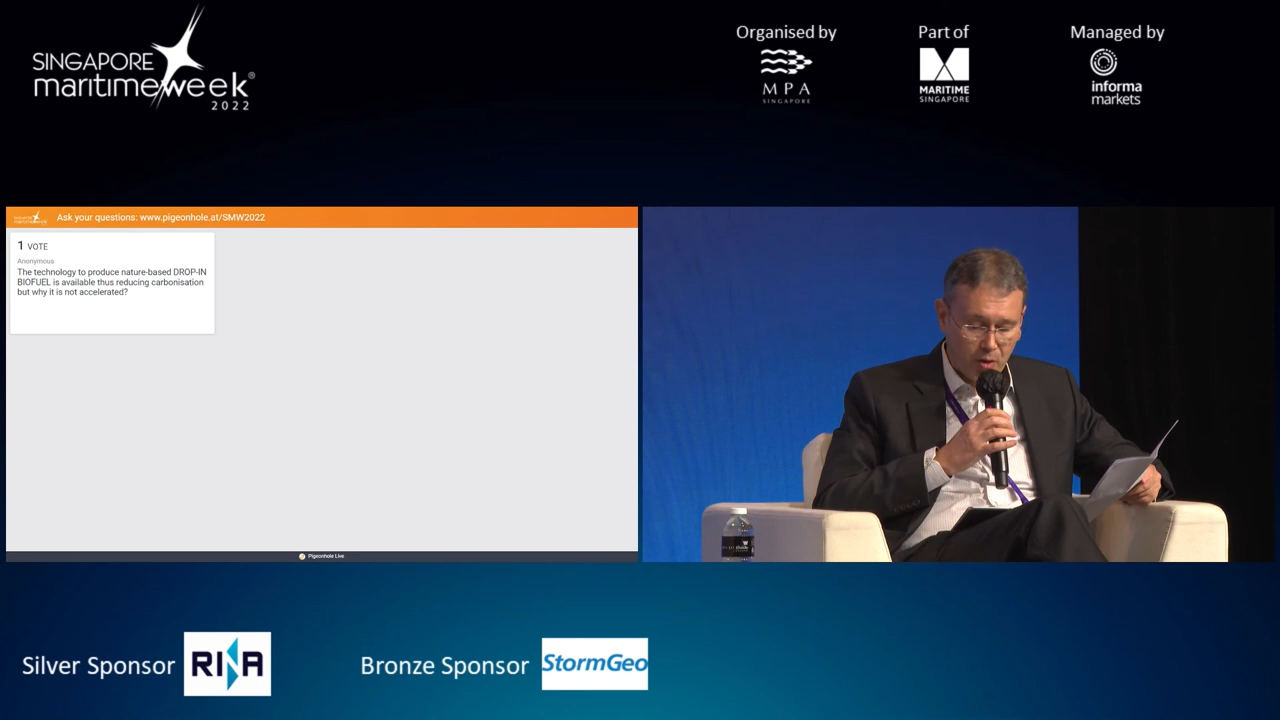 SINGAPORE
maritimeweek®
2022
Organised by
MPA
SINGAPORE
Part of
MARITIME
SINGAPORE
Managed by
informa
markets
Ask your questions: www.pigeonhole.at/SMW2022
1 VOTE
Anonymous
The technology to produce nature-based DROP-IN
BIOFUEL is available thus reducing carbonisation
but why it is not accelerated?
Pigeonhole Live
Silver Sponsor
RINA
Bronze Sponsor
StormGeo